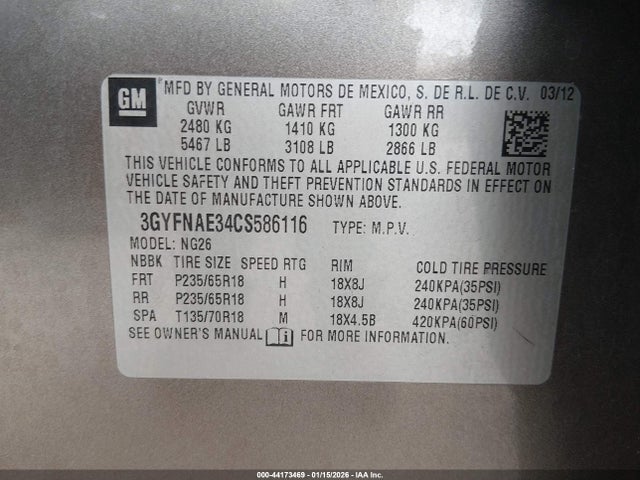 GM
MFD BY GENERAL MOTORS DE MEXICO, S. DE R.L. DE C.V. 03/12
GVWR GAWR FRT GAWR RR
2480 KG 1410 KG 1300 KG
5467 LB 3108 LB 2866 LB
THIS VEHICLE CONFORMS TO ALL APPLICABLE U.S. FEDERAL MOTOR
VEHICLE SAFETY AND THEFT PREVENTION STANDARDS IN EFFECT ON
THE DATE OF MANUFACTURE SHOWN ABOVE.
3GYFNAE34CS586116 TYPE: M.P.V.
MODEL: NG26
NBBK TIRE SIZE SPEED RTG RIM COLD TIRE PRESSURE
FRT P235/65R18 H 18X8J 240KPA(35PSI)
RR P235/65R18 H 18X8J 240KPA(35PSI)
SPA T135/70R18 M 18X4.5B 420KPA(60PSI)
SEE OWNER'S MANUAL FOR MORE INFORMATION.
000-44173469 - 01/15/2026 - © IAA Inc.